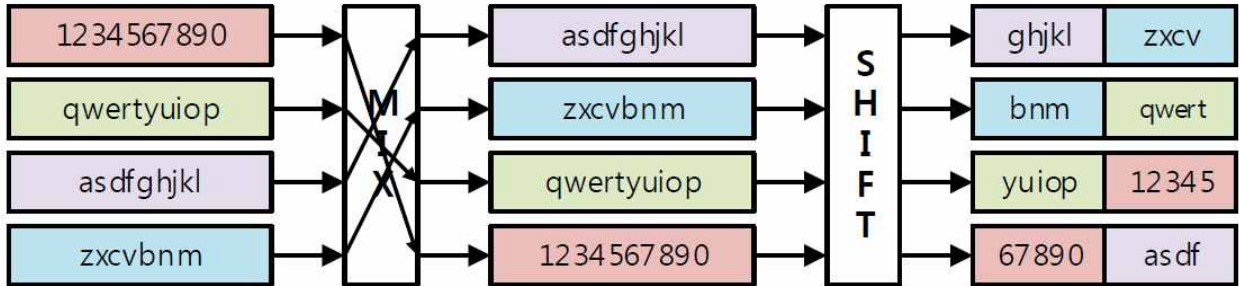 1234567890 asdfghjkl ghjkl zxcv
qwertyuiop zxcvbnm bnm qwert
asdfghjkl qwertyuiop yuiop 12345
zxcvbnm 1234567890 67890 asdf
MIX
SHIFT